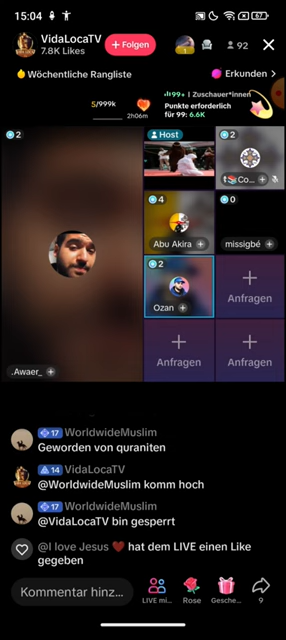 15:04
67
VidaLocaTV
7.8K Likes
+ Folgen
1
92
Wöchentliche Rangliste
Erkunden >
5/999k
2h06m
99+ | Zuschauer*innen
Punkte erforderlich
für 99: 6.6K
2
Host
2
Co...
4
Abu Akira
0
missigbé
2
Ozan
Anfragen
Anfragen
Anfragen
.Awaer_
17 WorldwideMuslim
Geworden von quraniten
14 VidaLocaTV
@WorldwideMuslim komm hoch
17 WorldwideMuslim
@VidaLocaTV bin gesperrt
@I love Jesus ❤️ hat dem LIVE einen Like
gegeben
Kommentar hinz...
LIVE mi...
Rose
Gesche...
9